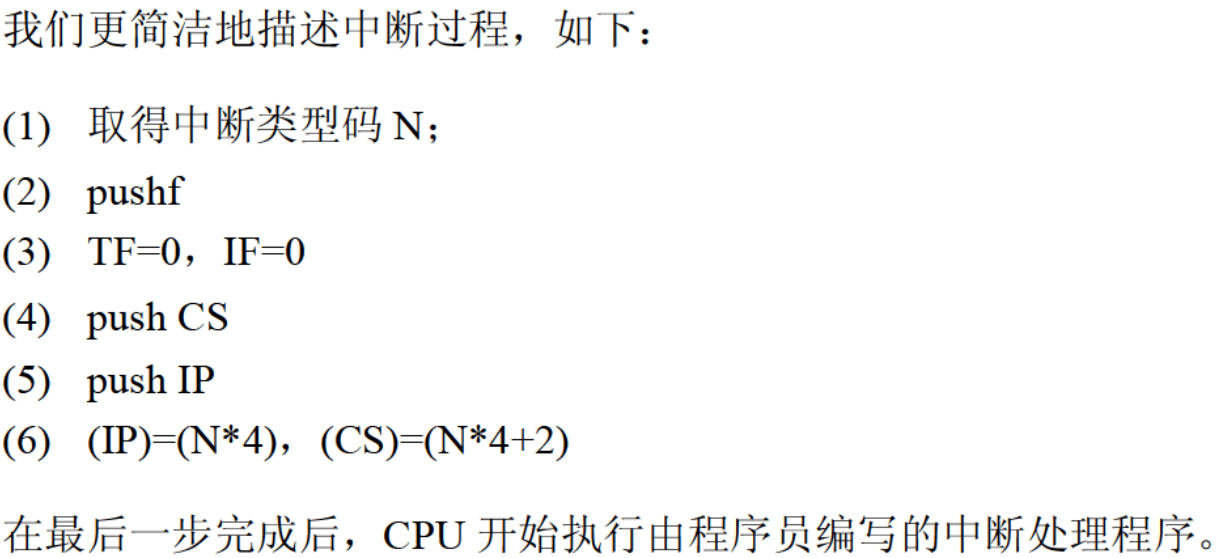 我们更简洁地描述中断过程，如下：
(1) 取得中断类型码 N；
(2) pushf
(3) TF=0，IF=0
(4) push CS
(5) push IP
(6) (IP)=(N*4)，(CS)=(N*4+2)
在最后一步完成后，CPU 开始执行由程序员编写的中断处理程序。